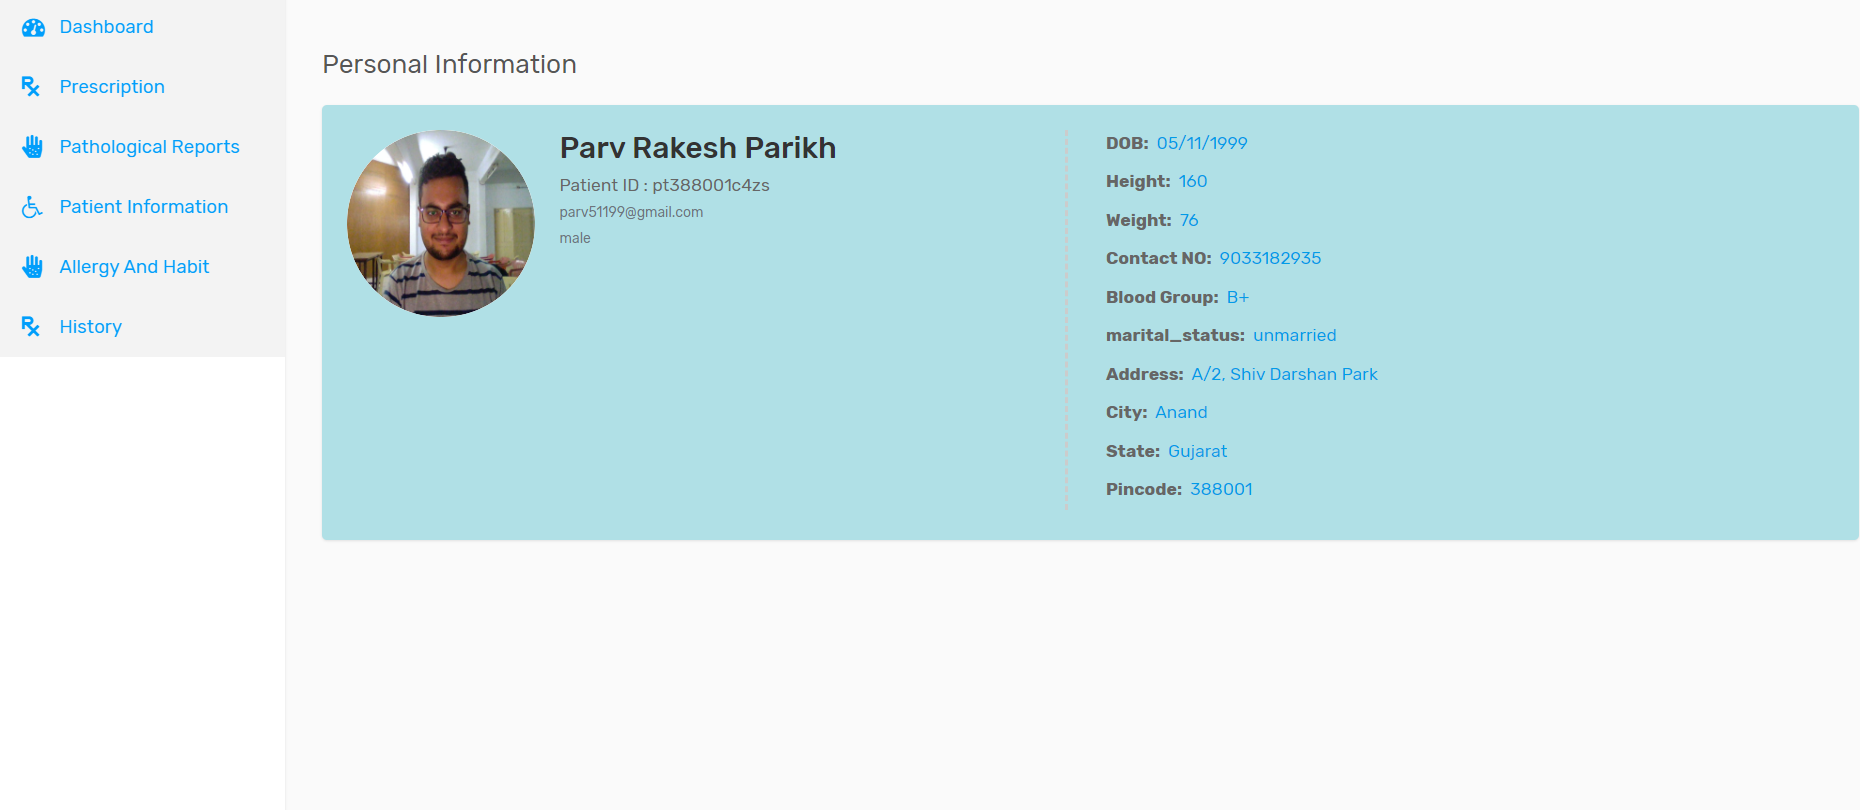 Dashboard
Prescription
Pathological Reports
Patient Information
Allergy And Habit
History
Personal Information
Parv Rakesh Parikh
Patient ID : pt388001c4zs
parv51199@gmail.com
male
DOB: 05/11/1999
Height: 160
Weight: 76
Contact NO: 9033182935
Blood Group: B+
marital_status: unmarried
Address: A/2, Shiv Darshan Park
City: Anand
State: Gujarat
Pincode: 388001